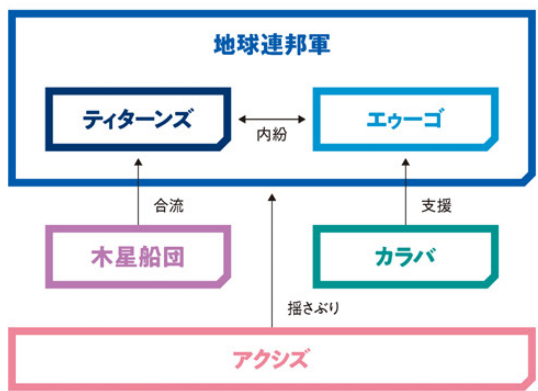 地球連邦軍
ティターンズ
エゥーゴ
内紛
合流
支援
木星船団
カラバ
揺さぶり
アクシズ